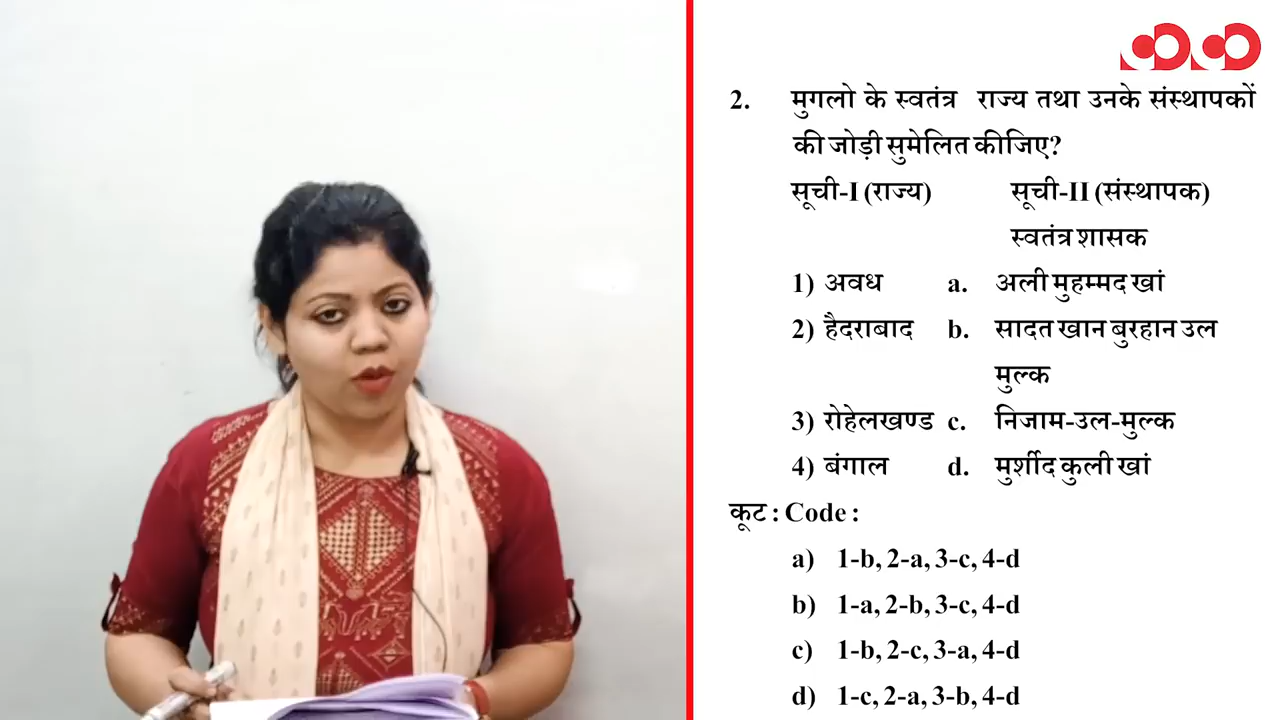 2. मुगलो के स्वतंत्र राज्य तथा उनके संस्थापकों
की जोड़ी सुमेलित कीजिए?
सूची-I (राज्य) सूची-II (संस्थापक)
स्वतंत्र शासक
1) अवध a. अली मुहम्मद खां
2) हैदराबाद b. सादत खान बुरहान उल
मुल्क
3) रोहेलखण्ड c. निजाम-उल-मुल्क
4) बंगाल d. मुर्शीद कुली खां
कूट : Code :
a) 1-b, 2-a, 3-c, 4-d
b) 1-a, 2-b, 3-c, 4-d
c) 1-b, 2-c, 3-a, 4-d
d) 1-c, 2-a, 3-b, 4-d